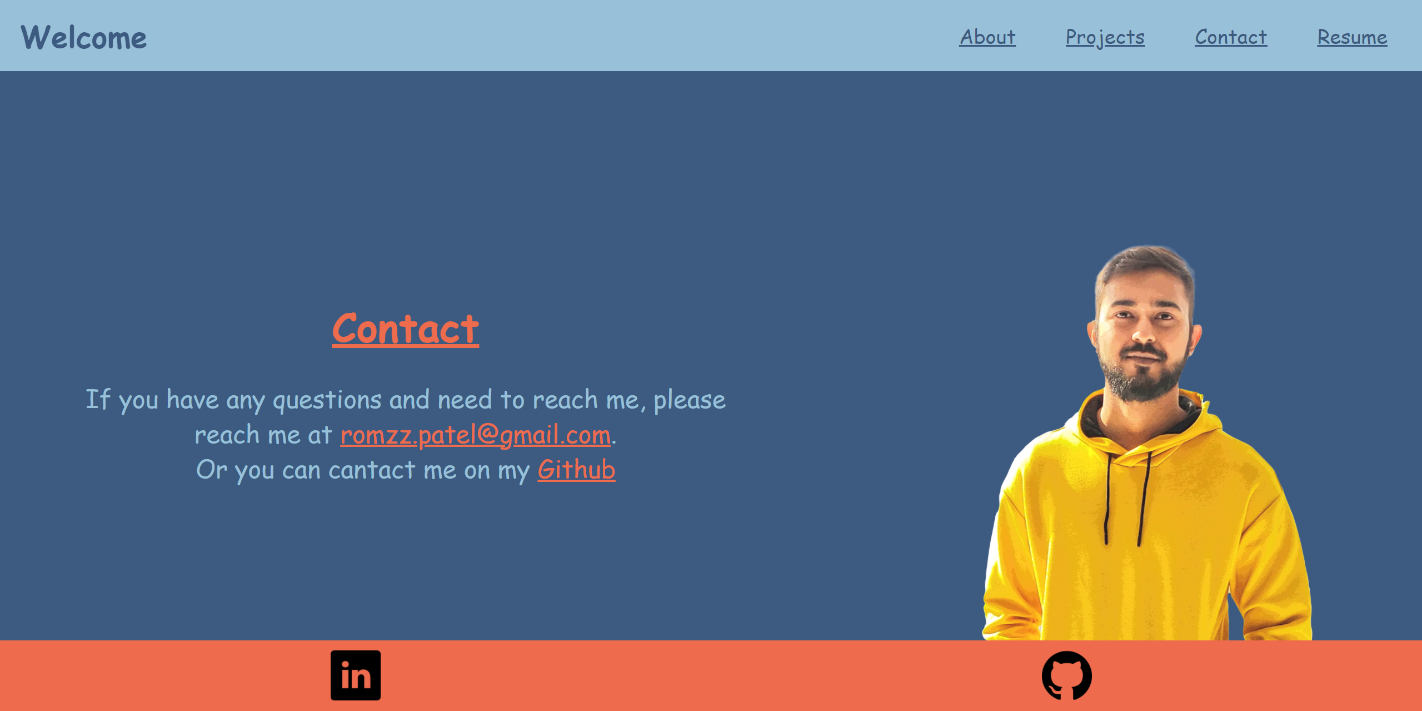 Welcome
About Projects Contact Resume
Contact
If you have any questions and need to reach me, please
reach me at romzz.patel@gmail.com.
Or you can cantact me on my Github
in